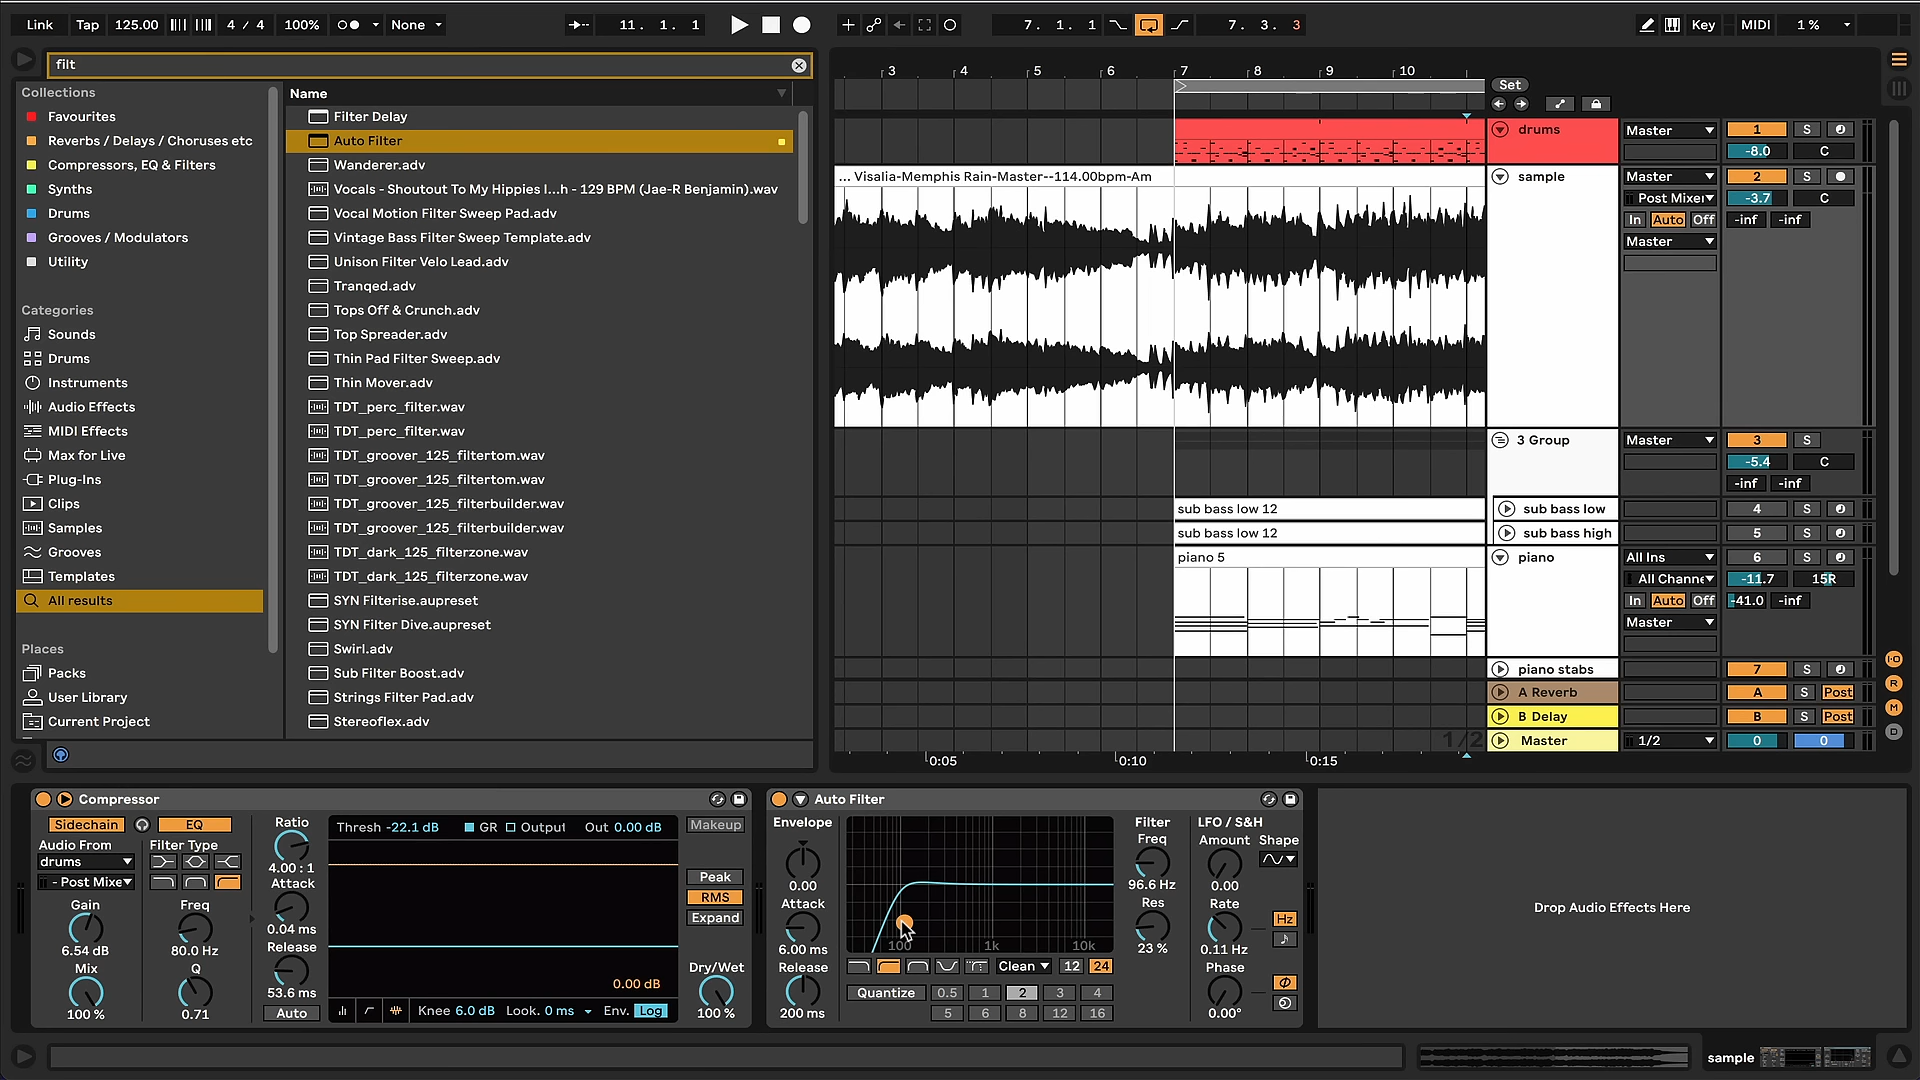 Link Tap 125.00 4 / 4 100% None 11. 1. 1 7. 1. 1 7. 3. 3 Key MIDI 1 %
filt
Collections
Favourites
Reverbs / Delays / Choruses etc
Compressors, EQ & Filters
Synths
Drums
Grooves / Modulators
Utility
Categories
Sounds
Drums
Instruments
Audio Effects
MIDI Effects
Max for Live
Plug-Ins
Clips
Samples
Grooves
Templates
All results
Places
Packs
User Library
Current Project
Name
Filter Delay
Auto Filter
Wanderer.adv
Vocals - Shoutout To My Hippies I...h - 129 BPM (Jae-R Benjamin).wav
Vocal Motion Filter Sweep Pad.adv
Vintage Bass Filter Sweep Template.adv
Unison Filter Velo Lead.adv
Tranqed.adv
Tops Off & Crunch.adv
Top Spreader.adv
Thin Pad Filter Sweep.adv
Thin Mover.adv
TDT_perc_filter.wav
TDT_perc_filter.wav
TDT_groover_125_filtertom.wav
TDT_groover_125_filtertom.wav
TDT_groover_125_filterbuilder.wav
TDT_groover_125_filterbuilder.wav
TDT_dark_125_filterzone.wav
TDT_dark_125_filterzone.wav
SYN Filterise.aupreset
SYN Filter Dive.aupreset
Swirl.adv
Sub Filter Boost.adv
Strings Filter Pad.adv
Stereoflex.adv
3 4 5 6 7 8 9 10
Set
drums Master 1 S
-8.0 C
... Visalia-Memphis Rain-Master--114.00bpm-Am
sample Master 2 S
Post Mixer -3.7 C
In Auto Off -inf -inf
Master
3 Group Master 3 S
-5.4 C
-inf -inf
sub bass low 12 sub bass low 4 S
sub bass low 12 sub bass high 5 S
piano 5 piano All Ins 6 S
All Channe -11.7 15R
In Auto Off -41.0 -inf
Master
piano stabs 7 S
A Reverb A S Post
B Delay B S Post
1/2 Master 1/2 0 0
0:05 0:10 0:15
I-O
R
M
D
Compressor
Sidechain EQ
Audio From Filter Type
drums
- Post Mixe
Gain Freq
6.54 dB 80.0 Hz
Mix Q
100 % 0.71
Ratio
4.00 : 1
Attack
0.04 ms
Release
53.6 ms
Auto
Thresh -22.1 dB GR Output Out 0.00 dB
0.00 dB
Knee 6.0 dB Look. 0 ms Env. Log
Makeup
Peak
RMS
Expand
Dry/Wet
100 %
Auto Filter
Envelope
0.00
Attack
6.00 ms
Release
200 ms
100 1k 10k
Clean 12 24
Quantize 0.5 1 2 3 4
5 6 8 12 16
Filter
Freq
96.6 Hz
Res
23 %
LFO / S&H
Amount Shape
0.00
Rate
0.11 Hz
Hz
Phase
0.00°
Drop Audio Effects Here
sample